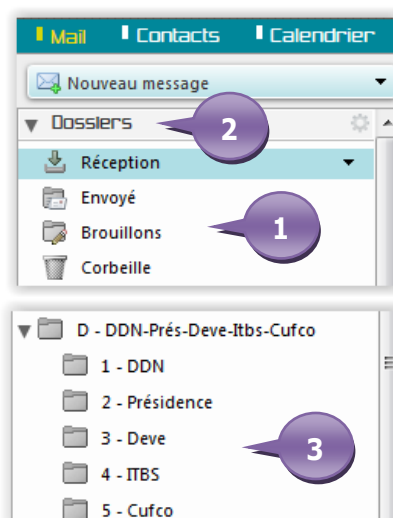 Mail Contacts Calendrier
Nouveau message
Dossiers
2
Réception
Envoyé
1
Brouillons
Corbeille
D - DDN-Prés-Deve-Itbs-Cufco
1 - DDN
2 - Présidence
3 - Deve
3
4 - ITBS
5 - Cufco